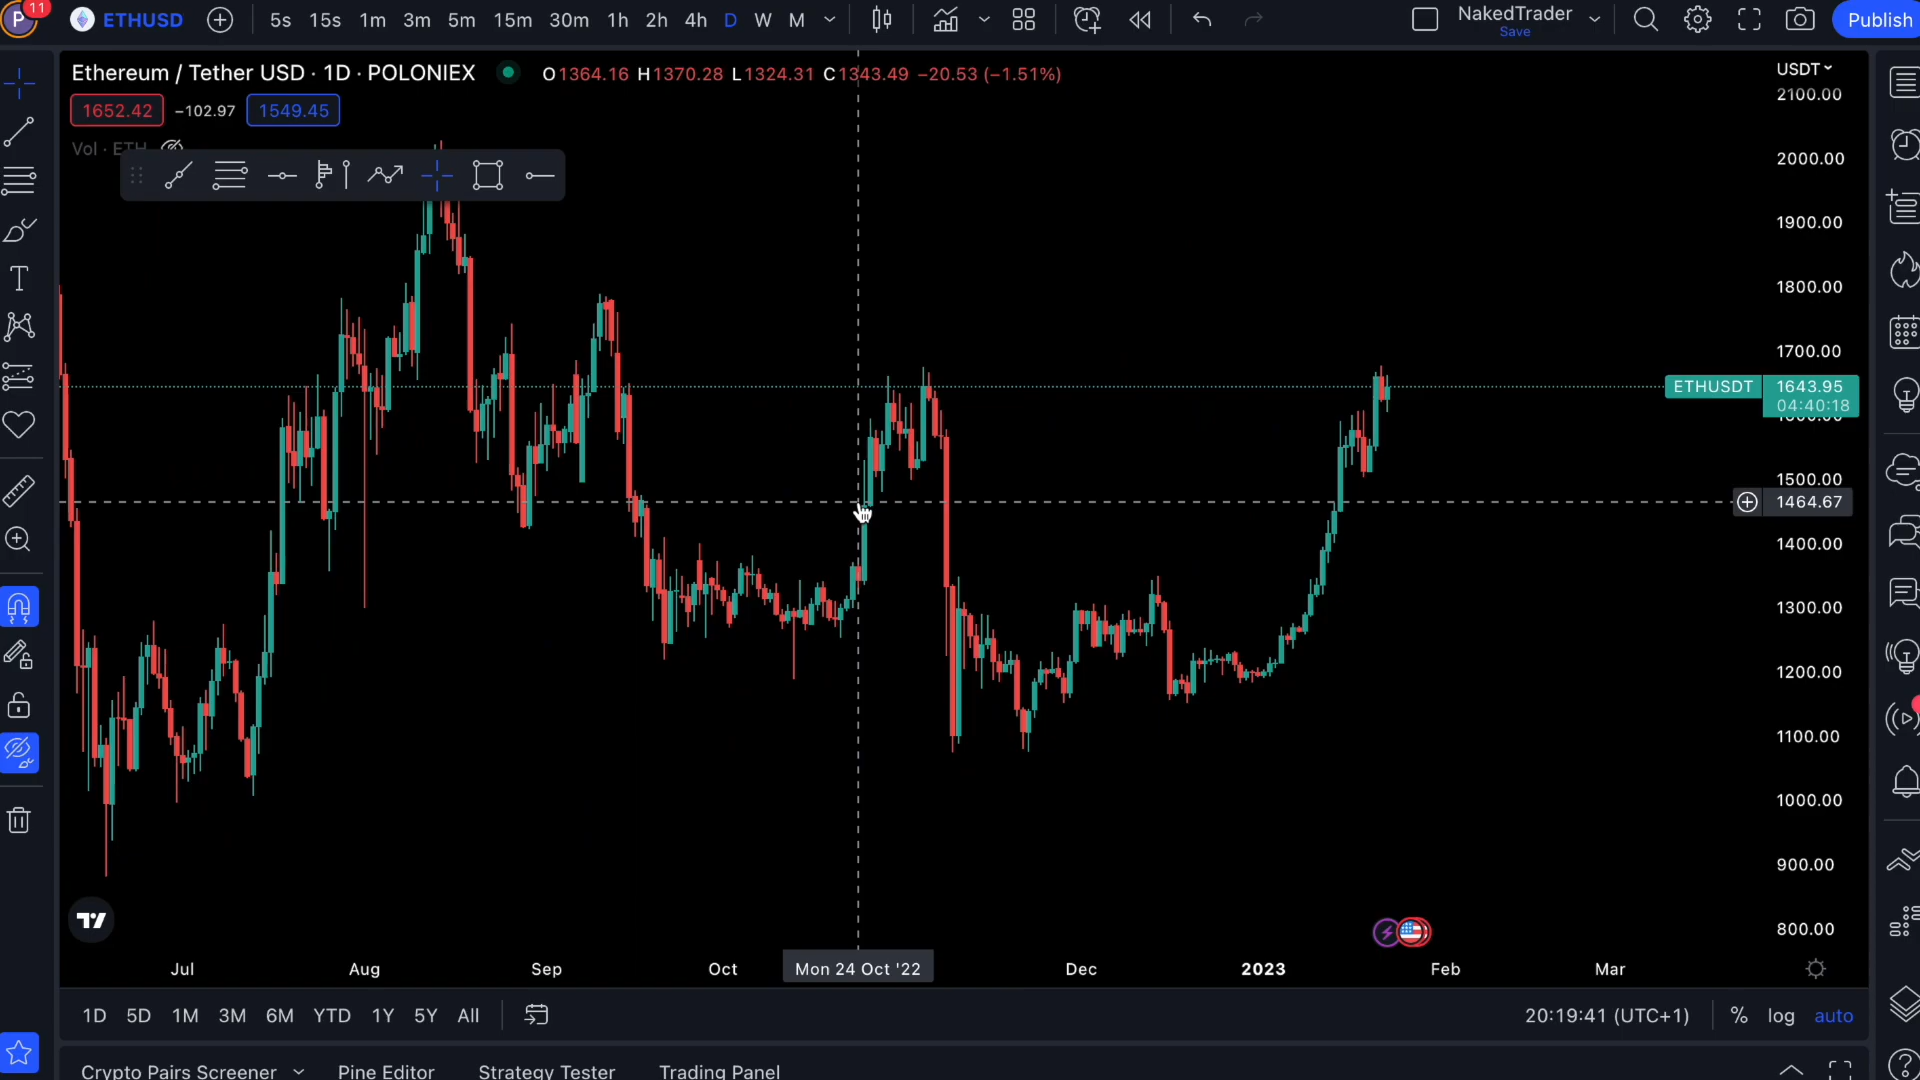 P 11 ETHUSD 5s 15s 1m 3m 5m 15m 30m 1h 2h 4h D W M NakedTrader Save Publish
Ethereum / Tether USD · 1D · POLONIEX O1364.16 H1370.28 L1324.31 C1343.49 −20.53 (−1.51%)
USDT
1652.42 −102.97 1549.45
Vol · ETH
2100.00
2000.00
1900.00
1800.00
1700.00
ETHUSDT 1643.95
04:40:18
1500.00
1464.67
1400.00
1300.00
1200.00
1100.00
1000.00
900.00
800.00
Jul Aug Sep Oct Mon 24 Oct '22 Dec 2023 Feb Mar
1D 5D 1M 3M 6M YTD 1Y 5Y All 20:19:41 (UTC+1) % log auto
Crypto Pairs Screener Pine Editor Strategy Tester Trading Panel